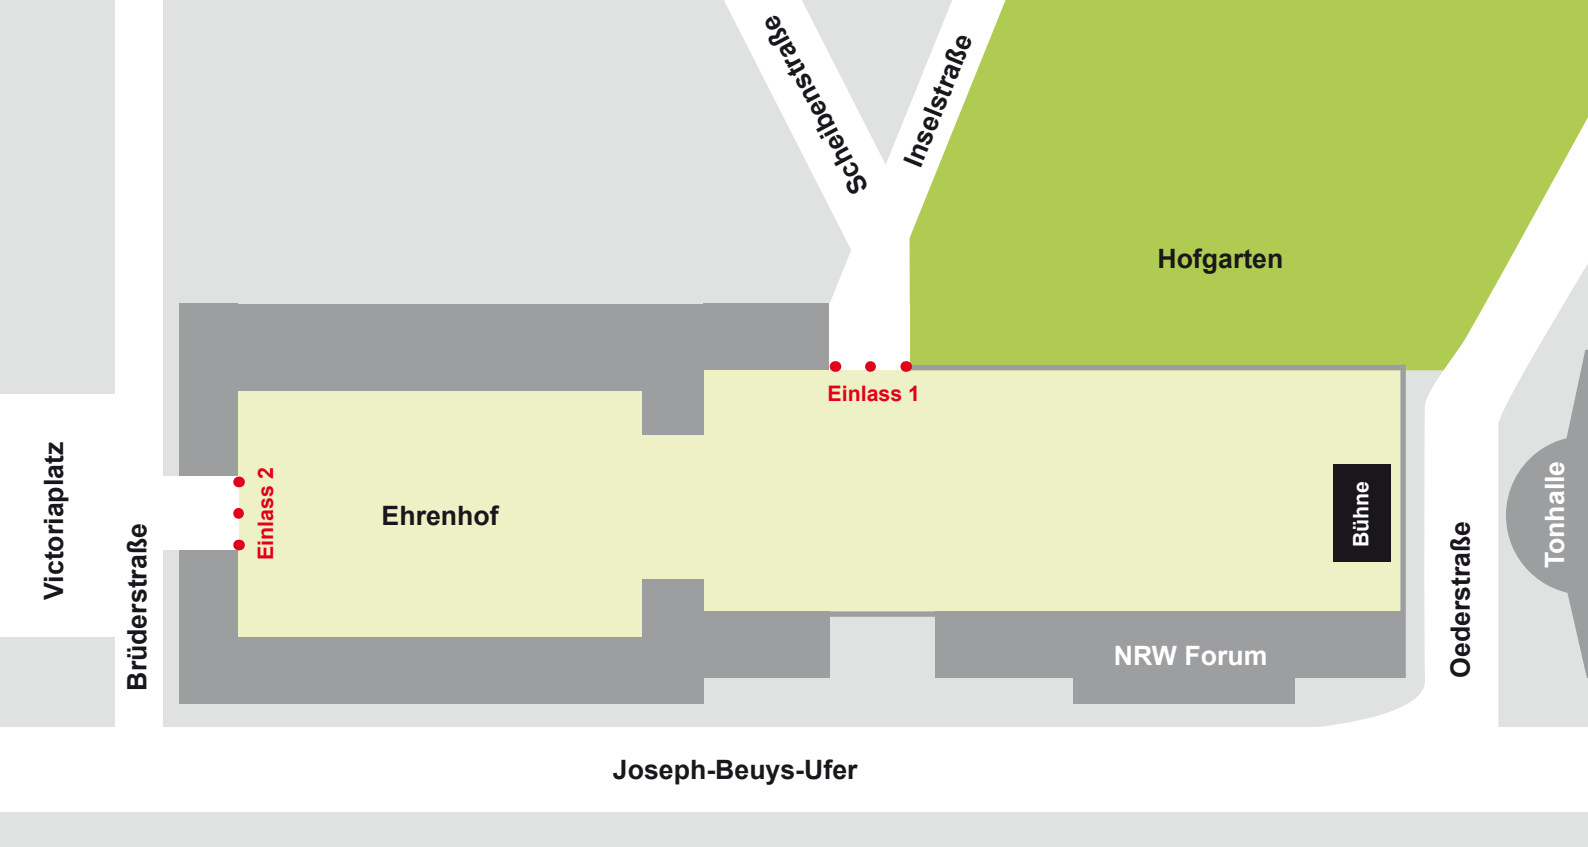 Scheibenstraße
Inselstraße
Hofgarten
Einlass 1
Victoriaplatz
Brüderstraße
Einlass 2
Ehrenhof
Bühne
Oederstraße
Tonhalle
NRW Forum
Joseph-Beuys-Ufer